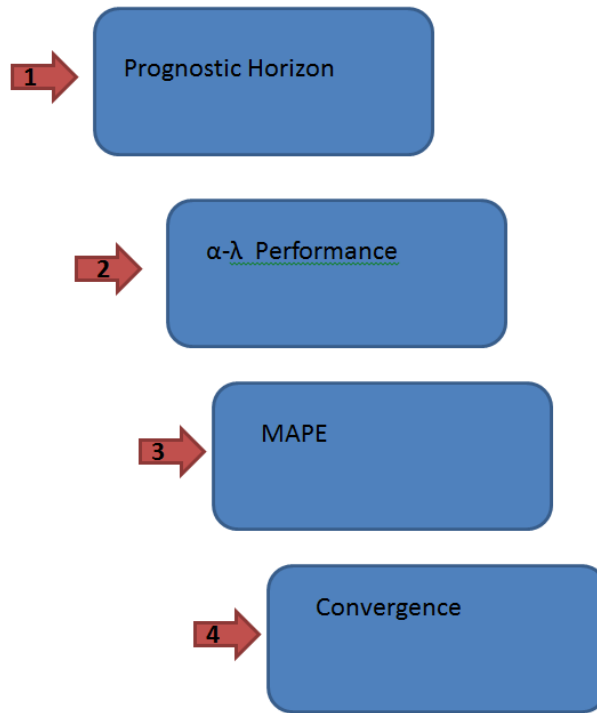 1 Prognostic Horizon
2 α-λ Performance
3 MAPE
4 Convergence